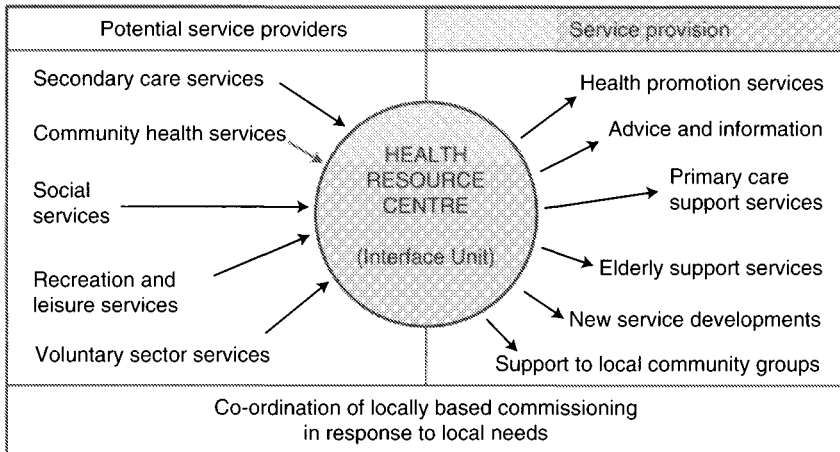 Potential service providers
Service provision
Secondary care services
Community health services
Social
services
Recreation and
leisure services
Voluntary sector services
HEALTH
RESOURCE
CENTRE
(Interface Unit)
Health promotion services
Advice and information
Primary care
support services
Elderly support services
New service developments
Support to local community groups
Co-ordination of locally based commissioning
in response to local needs